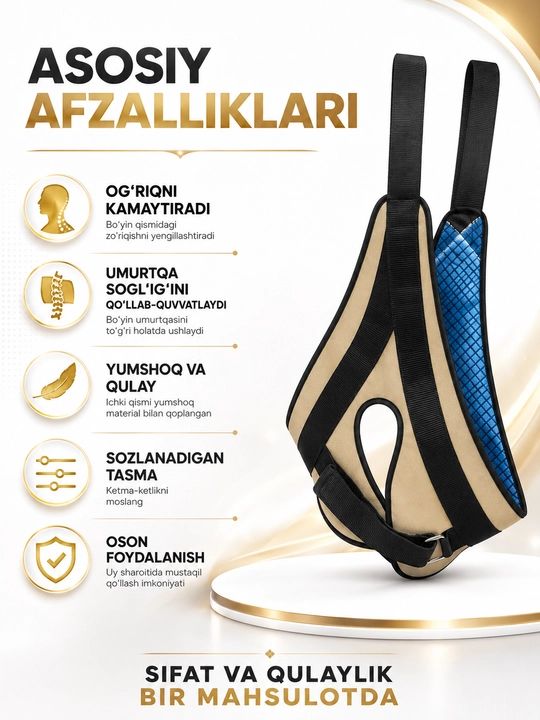 ASOSIY
AFZALLIKLARI
OGʻRIQNI
KAMAYTIRADI
Bo'yin qismidagi
zo'riqishni yengillashtiradi
UMURTQA
SOGʻLIGʻINI
QOʻLLAB-QUVVATLAYDI
Bo'yin umurtqasini
to'g'ri holatda ushlaydi
YUMSHOQ VA
QULAY
Ichki qismi yumshoq
material bilan qoplangan
SOZLANADIGAN
TASMA
Ketma-ketlikni
moslang
OSON
FOYDALANISH
Uy sharoitida mustaqil
qo'llash imkoniyati
SIFAT VA QULAYLIK
BIR MAHSULOTDA